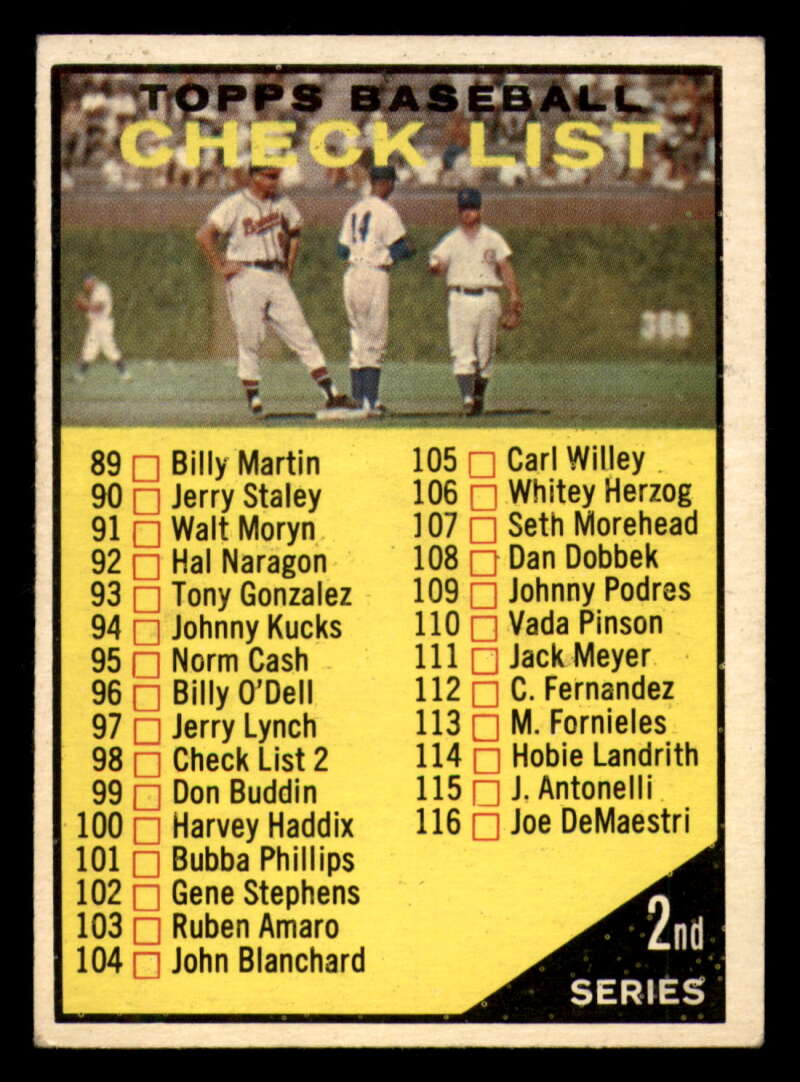 TOPPS BASEBALL
CHECK LIST
14
368
89 Billy Martin
90 Jerry Staley
91 Walt Moryn
92 Hal Naragon
93 Tony Gonzalez
94 Johnny Kucks
95 Norm Cash
96 Billy O'Dell
97 Jerry Lynch
98 Check List 2
99 Don Buddin
100 Harvey Haddix
101 Bubba Phillips
102 Gene Stephens
103 Ruben Amaro
104 John Blanchard
105 Carl Willey
106 Whitey Herzog
107 Seth Morehead
108 Dan Dobbek
109 Johnny Podres
110 Vada Pinson
111 Jack Meyer
112 C. Fernandez
113 M. Fornieles
114 Hobie Landrith
115 J. Antonelli
116 Joe DeMaestri
2nd
SERIES